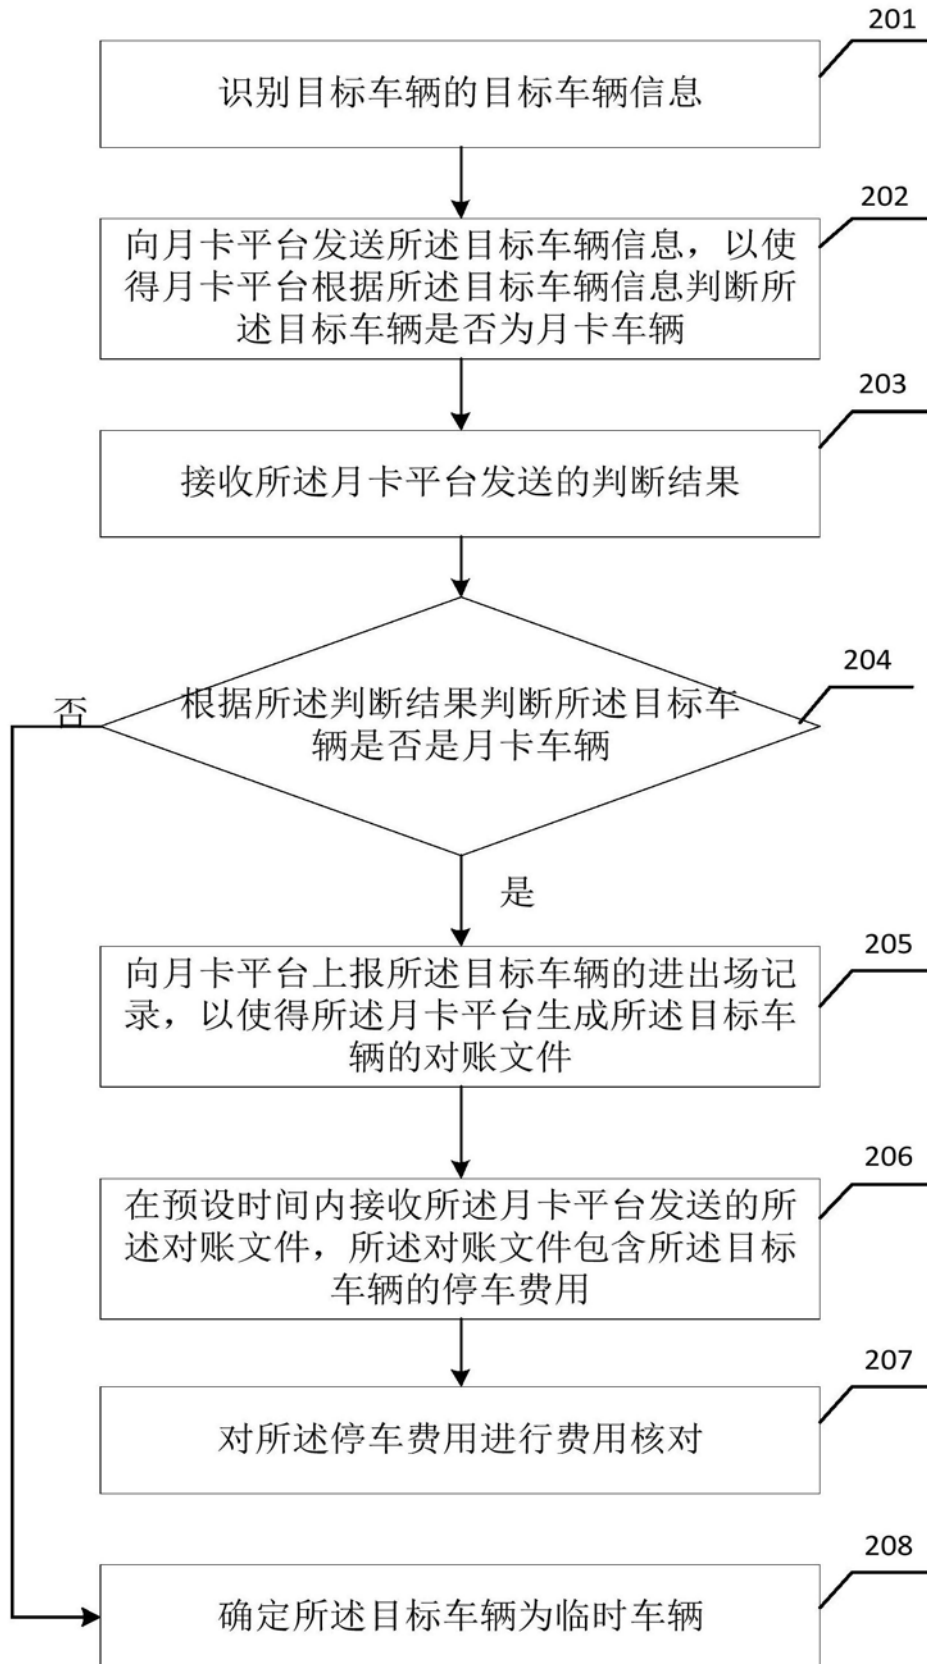 201
识别目标车辆的目标车辆信息
202
向月卡平台发送所述目标车辆信息，以使
得月卡平台根据所述目标车辆信息判断所
述目标车辆是否为月卡车辆
203
接收所述月卡平台发送的判断结果
204
根据所述判断结果判断所述目标车
辆是否是月卡车辆
否
是
205
向月卡平台上报所述目标车辆的进出场记
录，以使得所述月卡平台生成所述目标车
辆的对账文件
206
在预设时间内接收所述月卡平台发送的所
述对账文件，所述对账文件包含所述目标
车辆的停车费用
207
对所述停车费用进行费用核对
208
确定所述目标车辆为临时车辆